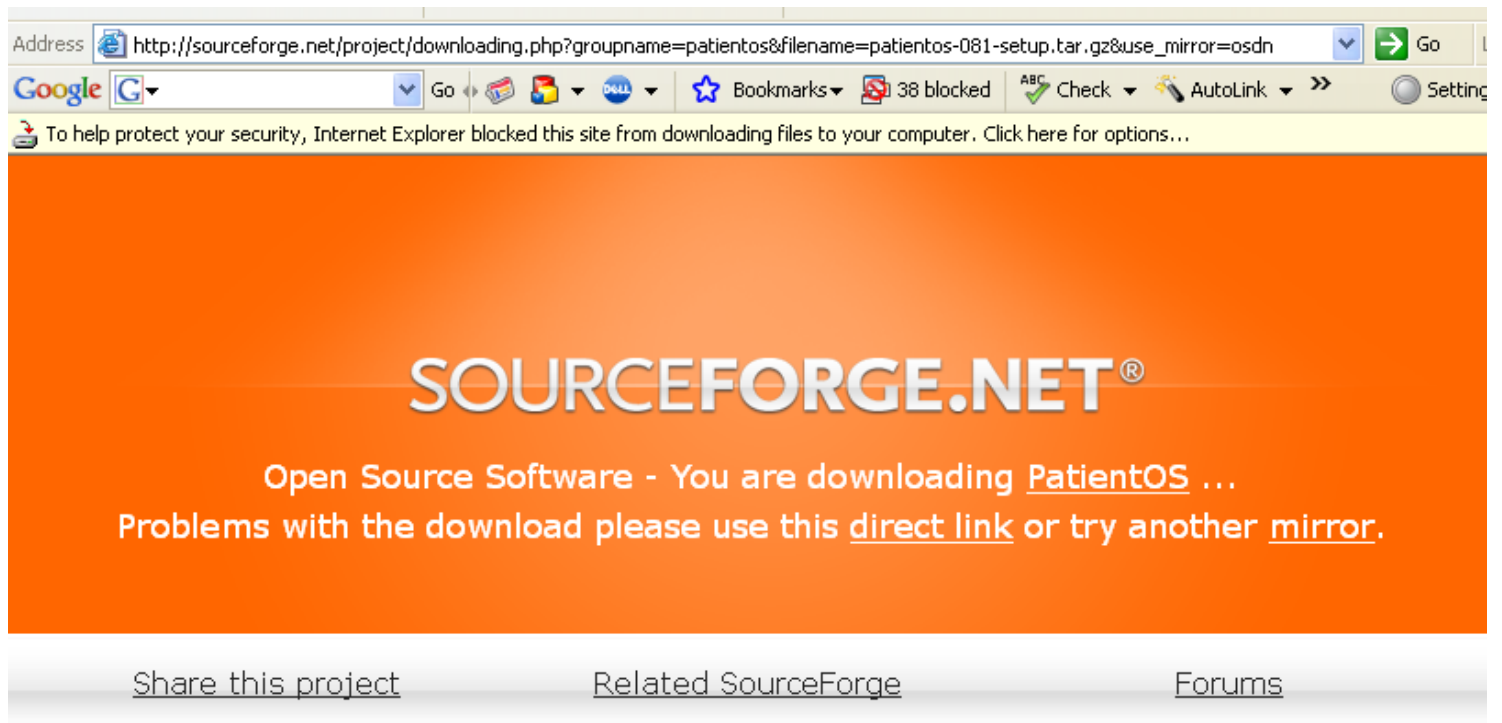 Address http://sourceforge.net/project/downloading.php?groupname=patientos&filename=patientos-081-setup.tar.gz&use_mirror=osdn Go
Google G Go DELL Bookmarks 38 blocked ABC Check AutoLink » Setting
To help protect your security, Internet Explorer blocked this site from downloading files to your computer. Click here for options...
SOURCEFORGE.NET®
Open Source Software - You are downloading PatientOS ...
Problems with the download please use this direct link or try another mirror.
Share this project Related SourceForge Forums